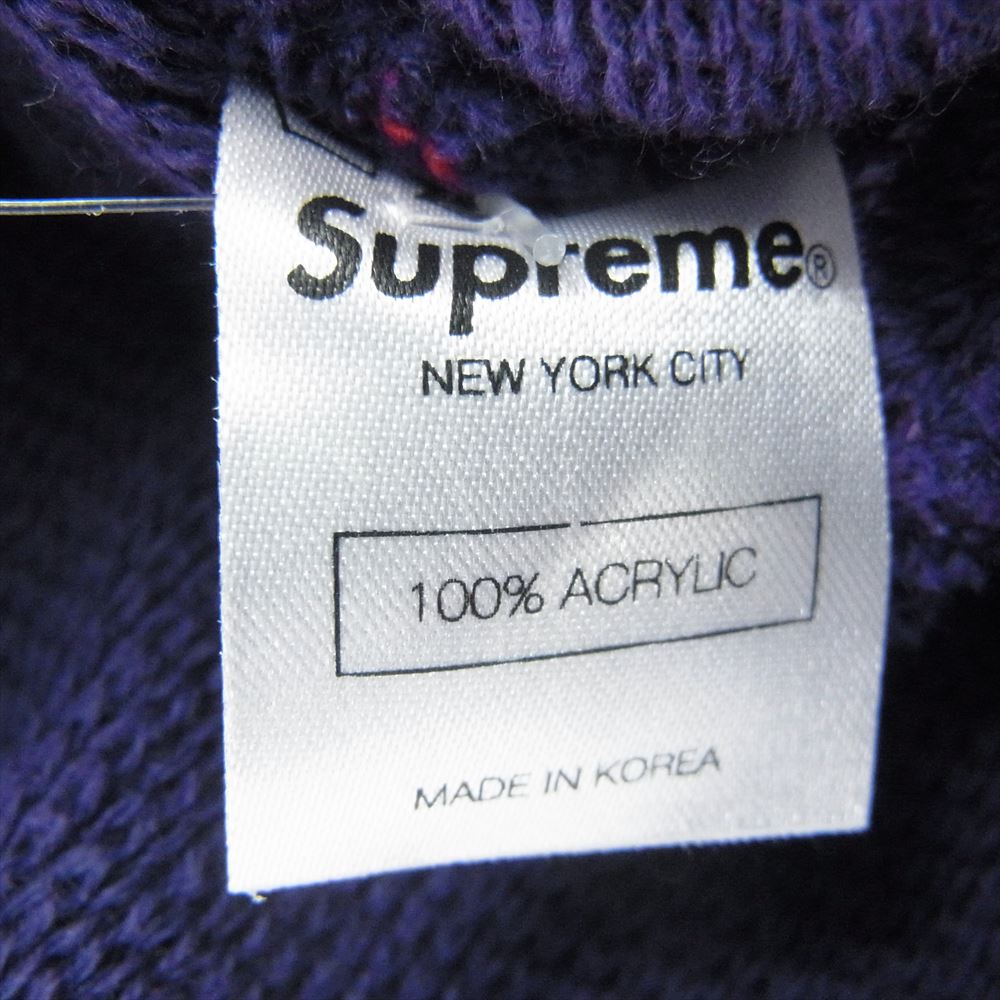 Supreme®
NEW YORK CITY
100% ACRYLIC
MADE IN KOREA